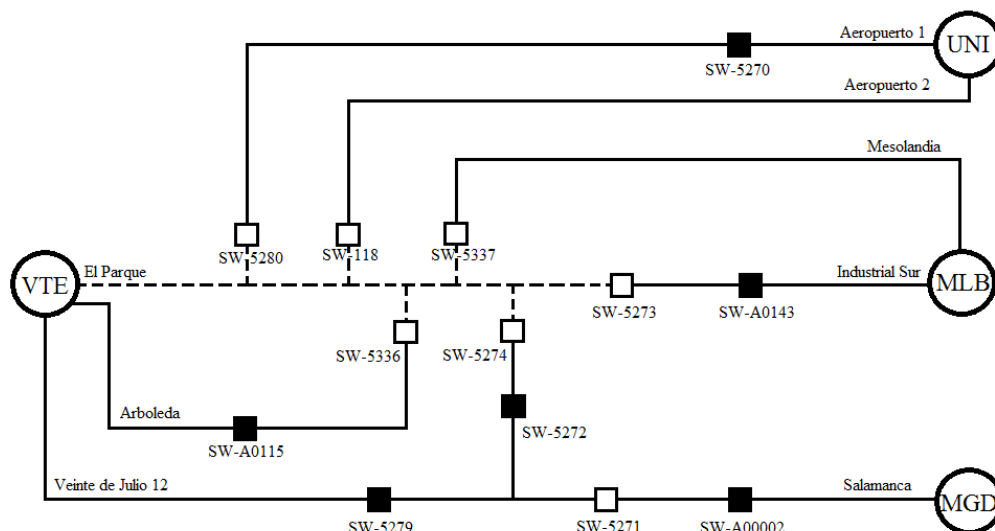 Aeropuerto 1
UNI
SW-5270
Aeropuerto 2
Mesolandia
SW-5280
SW-118
SW-5337
El Parque
Industrial Sur
VTE
MLB
SW-5273
SW-A0143
SW-5336
SW-5274
Arboleda
SW-5272
SW-A0115
Veinte de Julio 12
Salamanca
MGD
SW-5279
SW-5271
SW-A00002